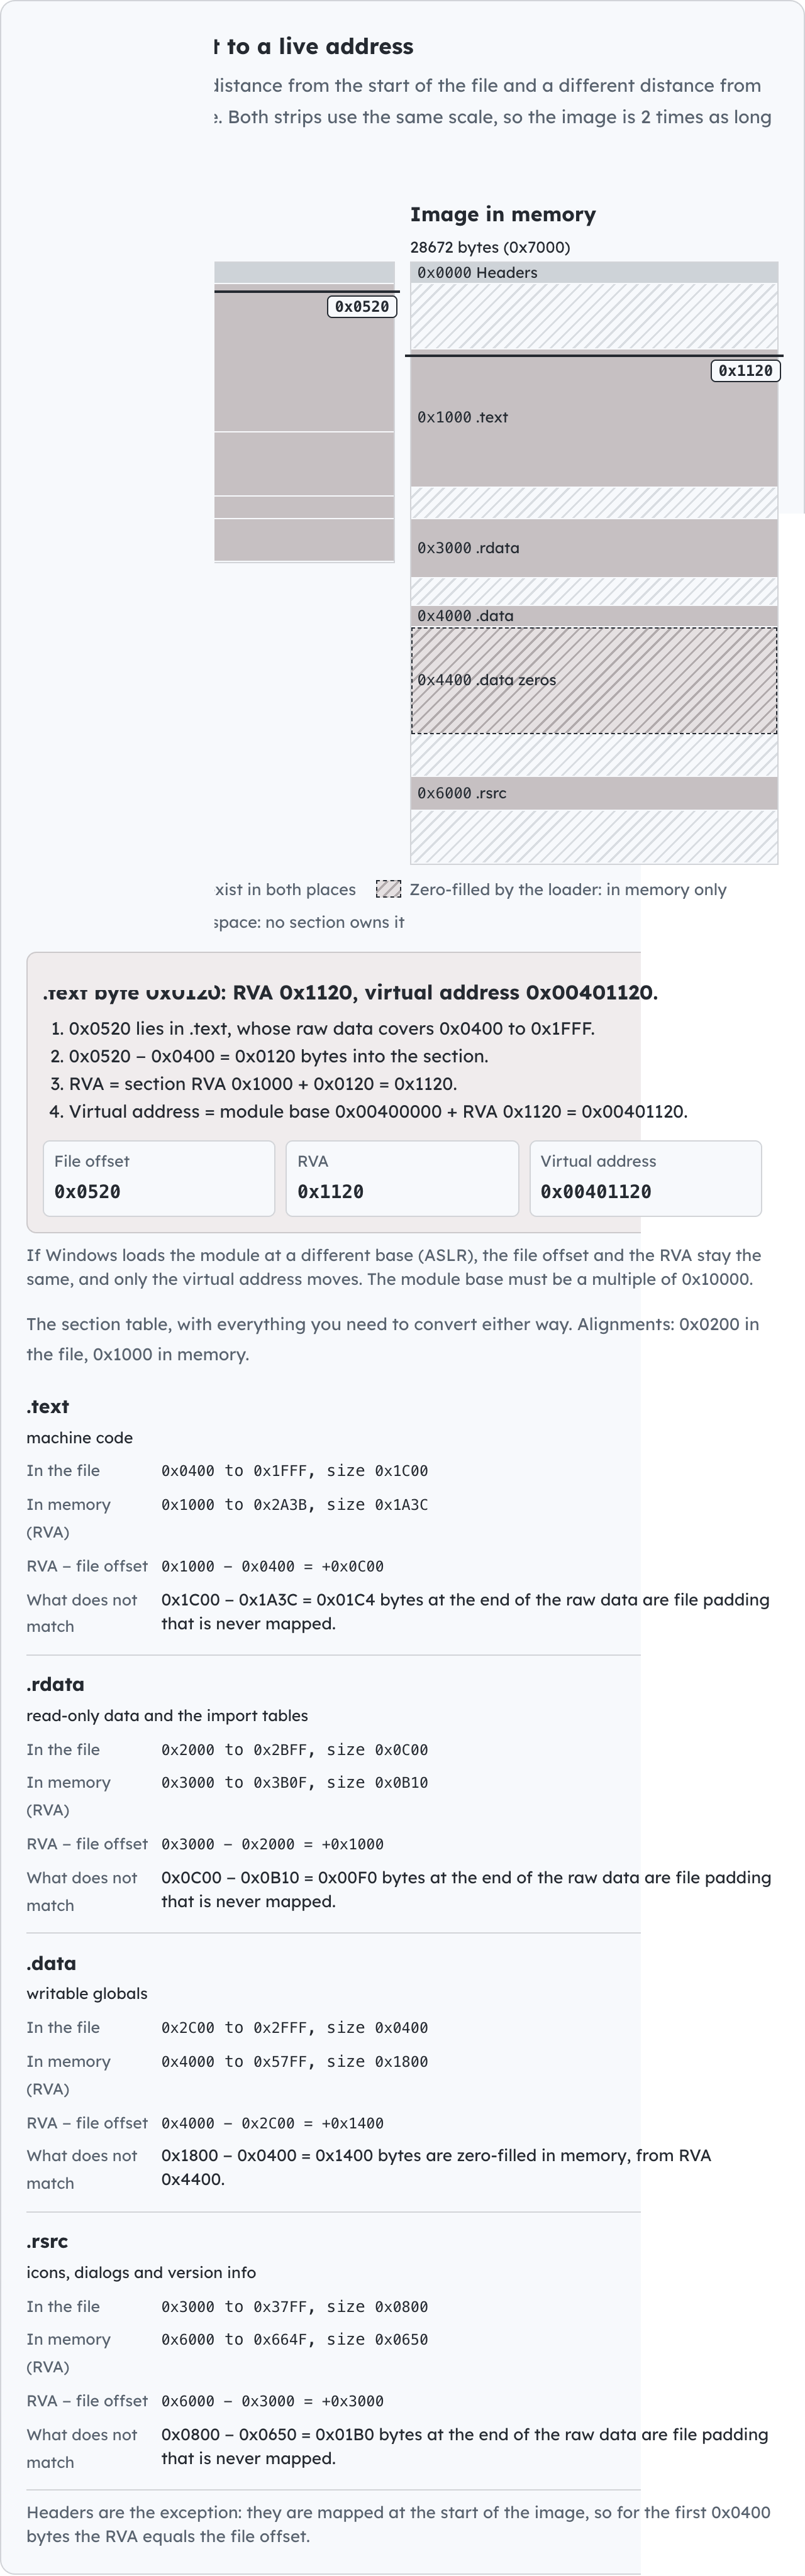 to a live address
distance from the start of the file and a different distance from
Both strips use the same scale, so the image is 2 times as long
Image in memory
28672 bytes (0x7000)
0x0000 Headers
0x0520
0x1120
0x1000 .text
0x3000 .rdata
0x4000 .data
0x4400 .data zeros
0x6000 .rsrc
in both places
Zero-filled by the loader: in memory only
no section owns it
.text byte 0x0120: RVA 0x1120, virtual address 0x00401120.
1. 0x0520 lies in .text, whose raw data covers 0x0400 to 0x1FFF.
2. 0x0520 − 0x0400 = 0x0120 bytes into the section.
3. RVA = section RVA 0x1000 + 0x0120 = 0x1120.
4. Virtual address = module base 0x00400000 + RVA 0x1120 = 0x00401120.
File offset
0x0520
RVA
0x1120
Virtual address
0x00401120
If Windows loads the module at a different base (ASLR), the file offset and the RVA stay the
same, and only the virtual address moves. The module base must be a multiple of 0x10000.
The section table, with everything you need to convert either way. Alignments: 0x0200 in
the file, 0x1000 in memory.
.text
machine code
In the file 0x0400 to 0x1FFF, size 0x1C00
In memory 0x1000 to 0x2A3B, size 0x1A3C
(RVA)
RVA − file offset 0x1000 − 0x0400 = +0x0C00
What does not 0x1C00 − 0x1A3C = 0x01C4 bytes at the end of the raw data are file padding
match that is never mapped.
.rdata
read-only data and the import tables
In the file 0x2000 to 0x2BFF, size 0x0C00
In memory 0x3000 to 0x3B0F, size 0x0B10
(RVA)
RVA − file offset 0x3000 − 0x2000 = +0x1000
What does not 0x0C00 − 0x0B10 = 0x00F0 bytes at the end of the raw data are file padding
match that is never mapped.
.data
writable globals
In the file 0x2C00 to 0x2FFF, size 0x0400
In memory 0x4000 to 0x57FF, size 0x1800
(RVA)
RVA − file offset 0x4000 − 0x2C00 = +0x1400
What does not 0x1800 − 0x0400 = 0x1400 bytes are zero-filled in memory, from RVA
match 0x4400.
.rsrc
icons, dialogs and version info
In the file 0x3000 to 0x37FF, size 0x0800
In memory 0x6000 to 0x664F, size 0x0650
(RVA)
RVA − file offset 0x6000 − 0x3000 = +0x3000
What does not 0x0800 − 0x0650 = 0x01B0 bytes at the end of the raw data are file padding
match that is never mapped.
Headers are the exception: they are mapped at the start of the image, so for the first 0x0400
bytes the RVA equals the file offset.